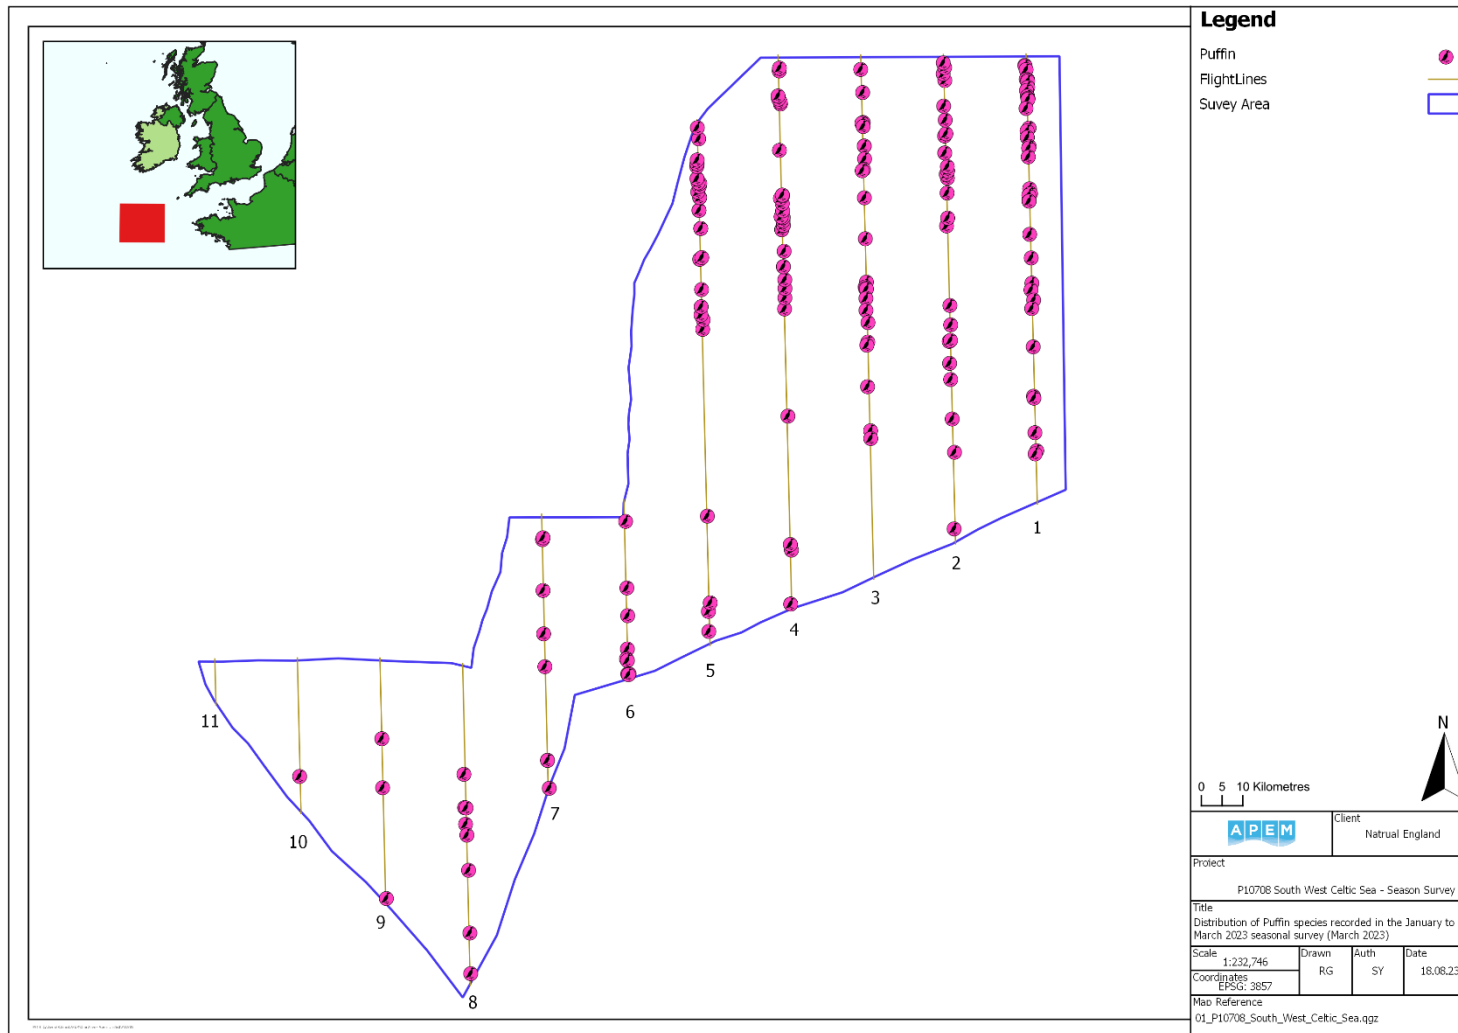 Legend
Puffin
FlightLines
Suvey Area
1
2
3
4
5
6
7
8
9
10
11
N
0 5 10 Kilometres
APEM
Client
Natrual England
Project
P10708 South West Celtic Sea - Season Survey
Title
Distribution of Puffin species recorded in the January to
March 2023 seasonal survey (March 2023)
Scale
1:232,746
Drawn
RG
Auth
SY
Date
18.08.23
Coordinates
EPSG: 3857
Map Reference
01_P10708_South_West_Celtic_Sea.qgz